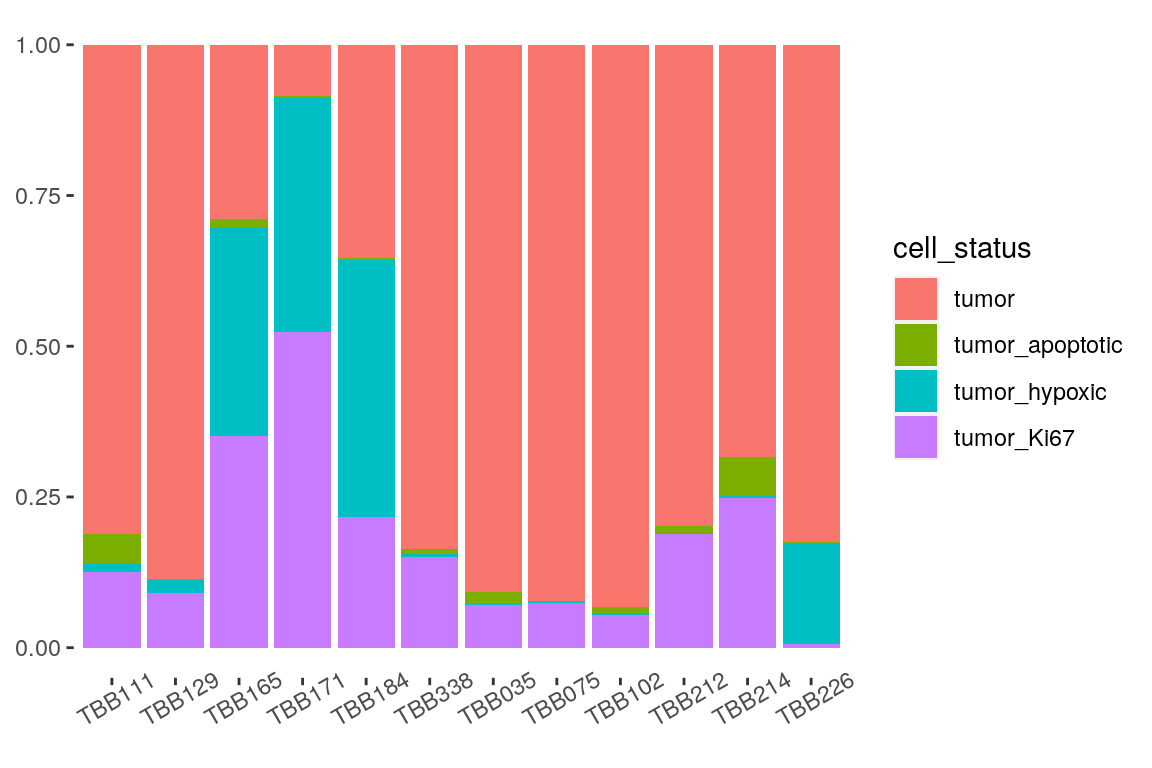 1.00
0.75
0.50
0.25
0.00
TBB111
TBB129
TBB165
TBB171
TBB184
TBB338
TBB035
TBB075
TBB102
TBB212
TBB214
TBB226
cell_status
tumor
tumor_apoptotic
tumor_hypoxic
tumor_Ki67